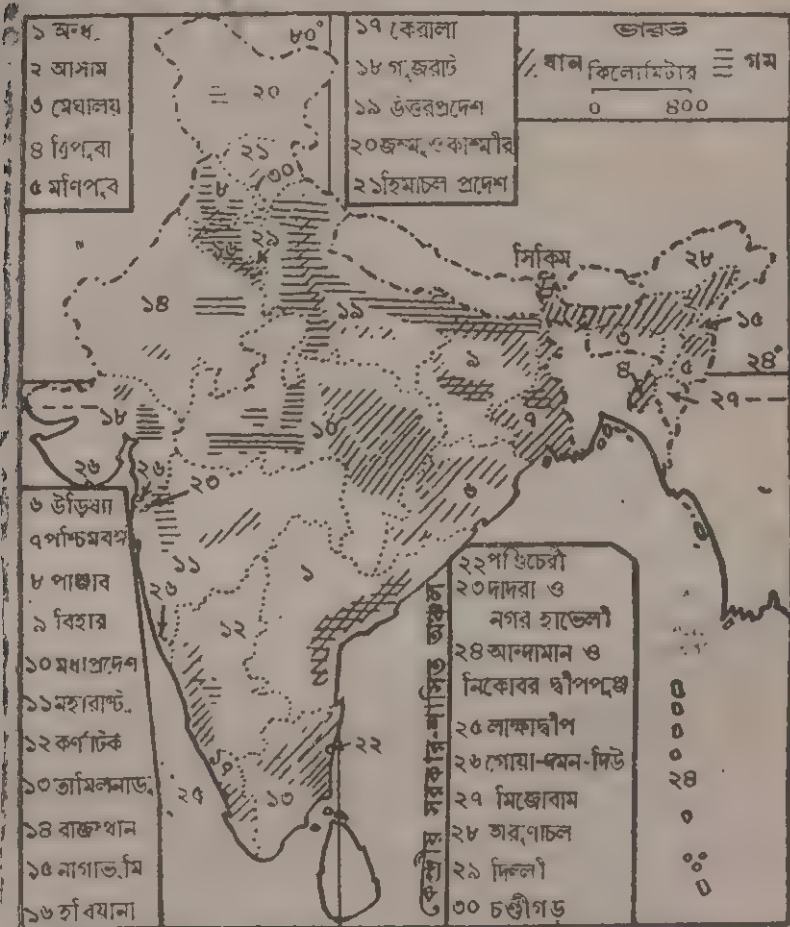 ১ অন্ধ্র
২ আসাম
৩ মেঘালয়
৪ ত্রিপুরা
৫ মণিপুর
৮০°
১৭ কেরালা
১৮ গুজরাট
১৯ উত্তরপ্রদেশ
২০ জম্মু ও কাশ্মীর
২১ হিমাচল প্রদেশ
ভারত
ধান কিলোমিটার গম
০ ৪০০
২০
২১
৩০
৮
২৯
১৬
সিকিম
২৮
১৪
১৯
৩
১৫
৯
৪
৫
২৪°
১৮
১০
৭
২৭
২৬
২৬
২৩
৬
১১
১
২৬
১২
২২
১৭
১৩
২৫
২৪
৬ উড়িষ্যা
৭ পশ্চিমবঙ্গ
৮ পাঞ্জাব
৯ বিহার
১০ মধ্যপ্রদেশ
১১ মহারাষ্ট্র
১২ কর্ণাটক
১৩ তামিলনাড়ু
১৪ রাজস্থান
১৫ নাগাভূমি
১৬ হরিয়ানা
কেন্দ্রীয় সরকার-শাসিত অঞ্চল
২২ পণ্ডিচেরী
২৩ দাদরা ও
নগর হাভেলী
২৪ আন্দামান ও
নিকোবর দ্বীপপুঞ্জ
২৫ লাক্ষাদ্বীপ
২৬ গোয়া-দমন-দিউ
২৭ মিজোরাম
২৮ অরুণাচল
২৯ দিল্লী
৩০ চণ্ডীগড়